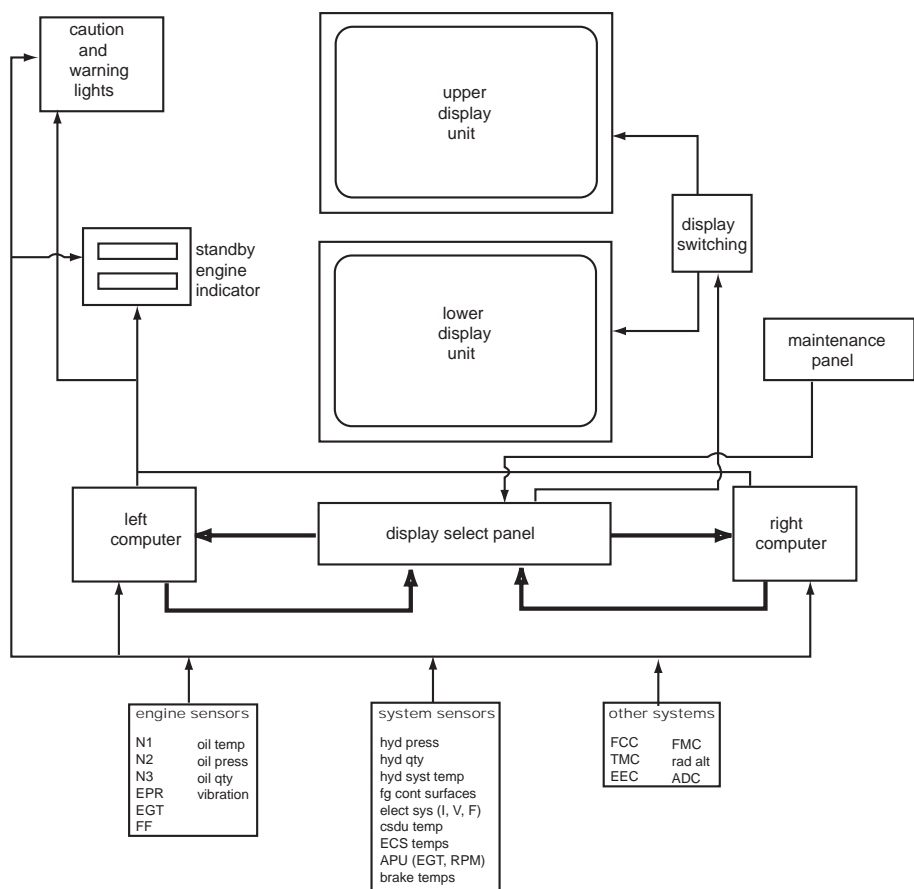 caution
and
warning
lights
upper
display
unit
display
switching
standby
engine
indicator
lower
display
unit
maintenance
panel
left
computer
display select panel
right
computer
engine sensors
N1
N2
N3
EPR
EGT
FF
oil temp
oil press
oil qty
vibration
system sensors
hyd press
hyd qty
hyd syst temp
fg cont surfaces
elect sys (I, V, F)
csdu temp
ECS temps
APU (EGT, RPM)
brake temps
other systems
FCC
TMC
EEC
FMC
rad alt
ADC